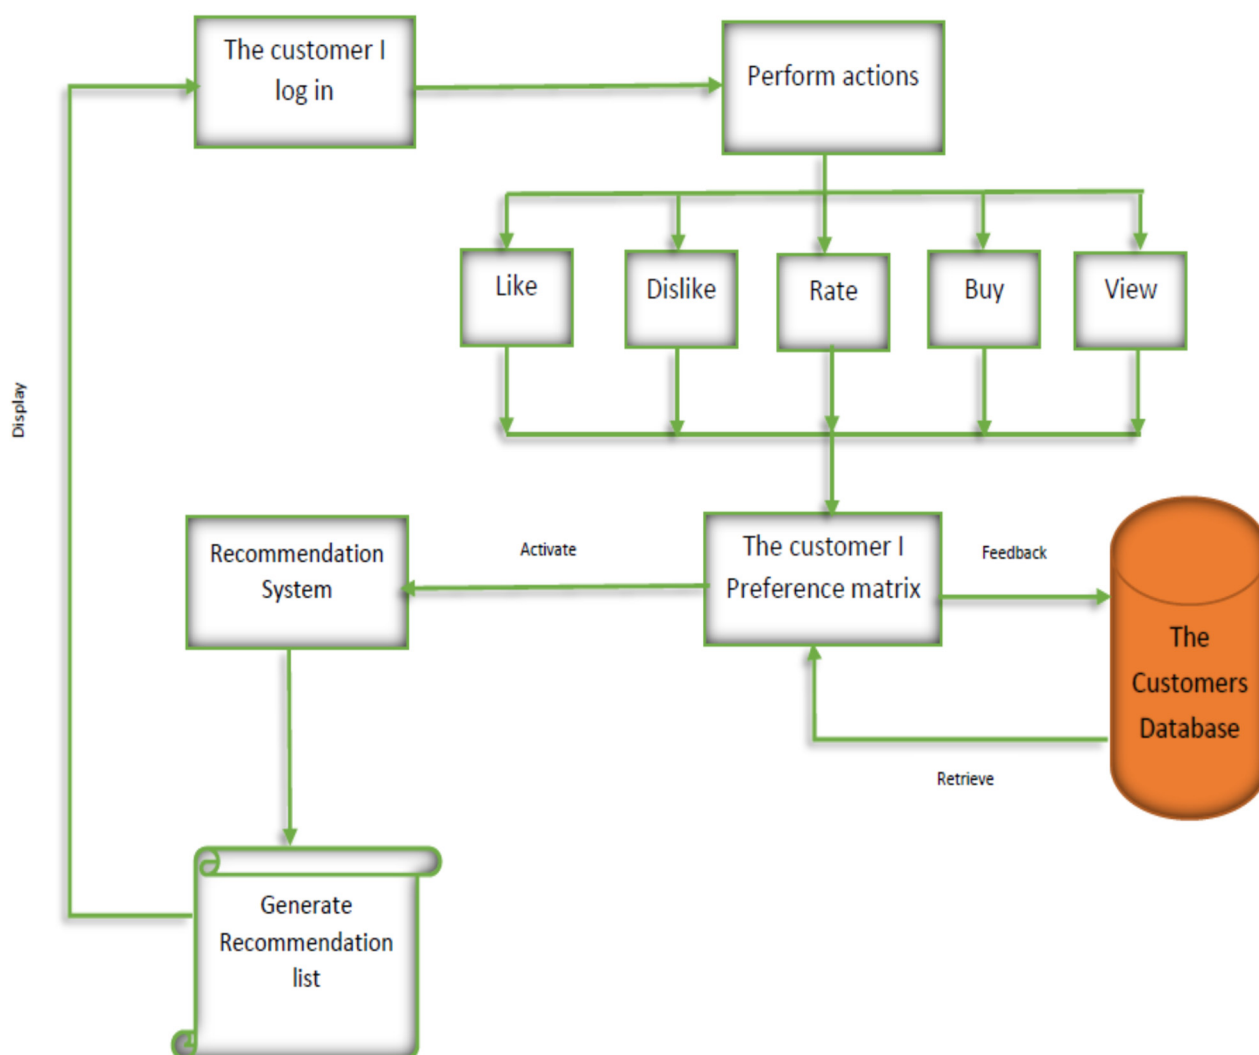 The customer I
log in
Perform actions
Like
Dislike
Rate
Buy
View
Display
Recommendation
System
Activate
The customer I
Preference matrix
Feedback
The
Customers
Database
Retrieve
Generate
Recommendation
list